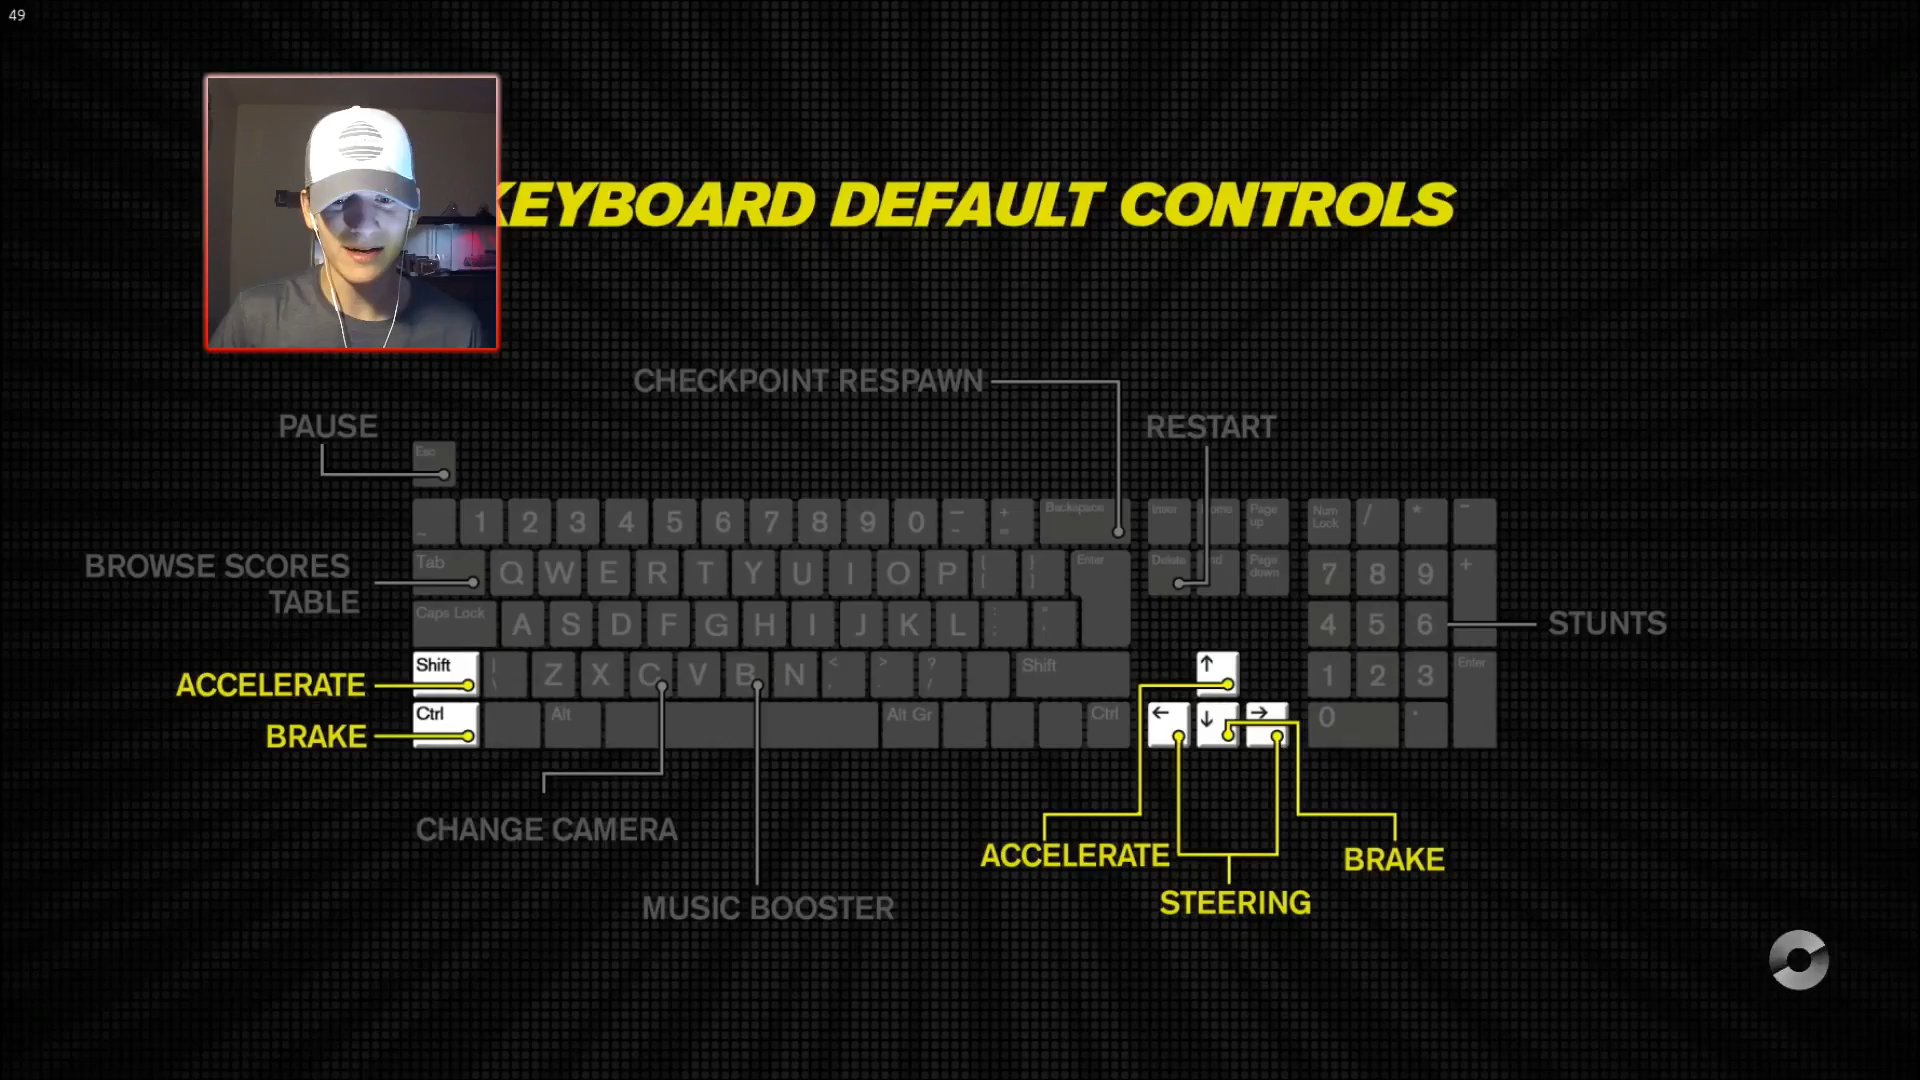 49
KEYBOARD DEFAULT CONTROLS
CHECKPOINT RESPAWN
PAUSE
RESTART
Esc
1 2 3 4 5 6 7 8 9 0 - + = Backspace Home Page up Num Lock / * -
BROWSE SCORES
TABLE
Tab Q W E R T Y U I O P { [ } ] Enter Delete Page down 7 8 9 +
Caps Lock A S D F G H I J K L 4 5 6
STUNTS
ACCELERATE
Shift Z X C V B N < , > . ? / Shift ↑ 1 2 3 Enter
BRAKE
Ctrl Alt Alt Gr Ctrl ← ↓ → 0 .
CHANGE CAMERA
MUSIC BOOSTER
ACCELERATE
BRAKE
STEERING